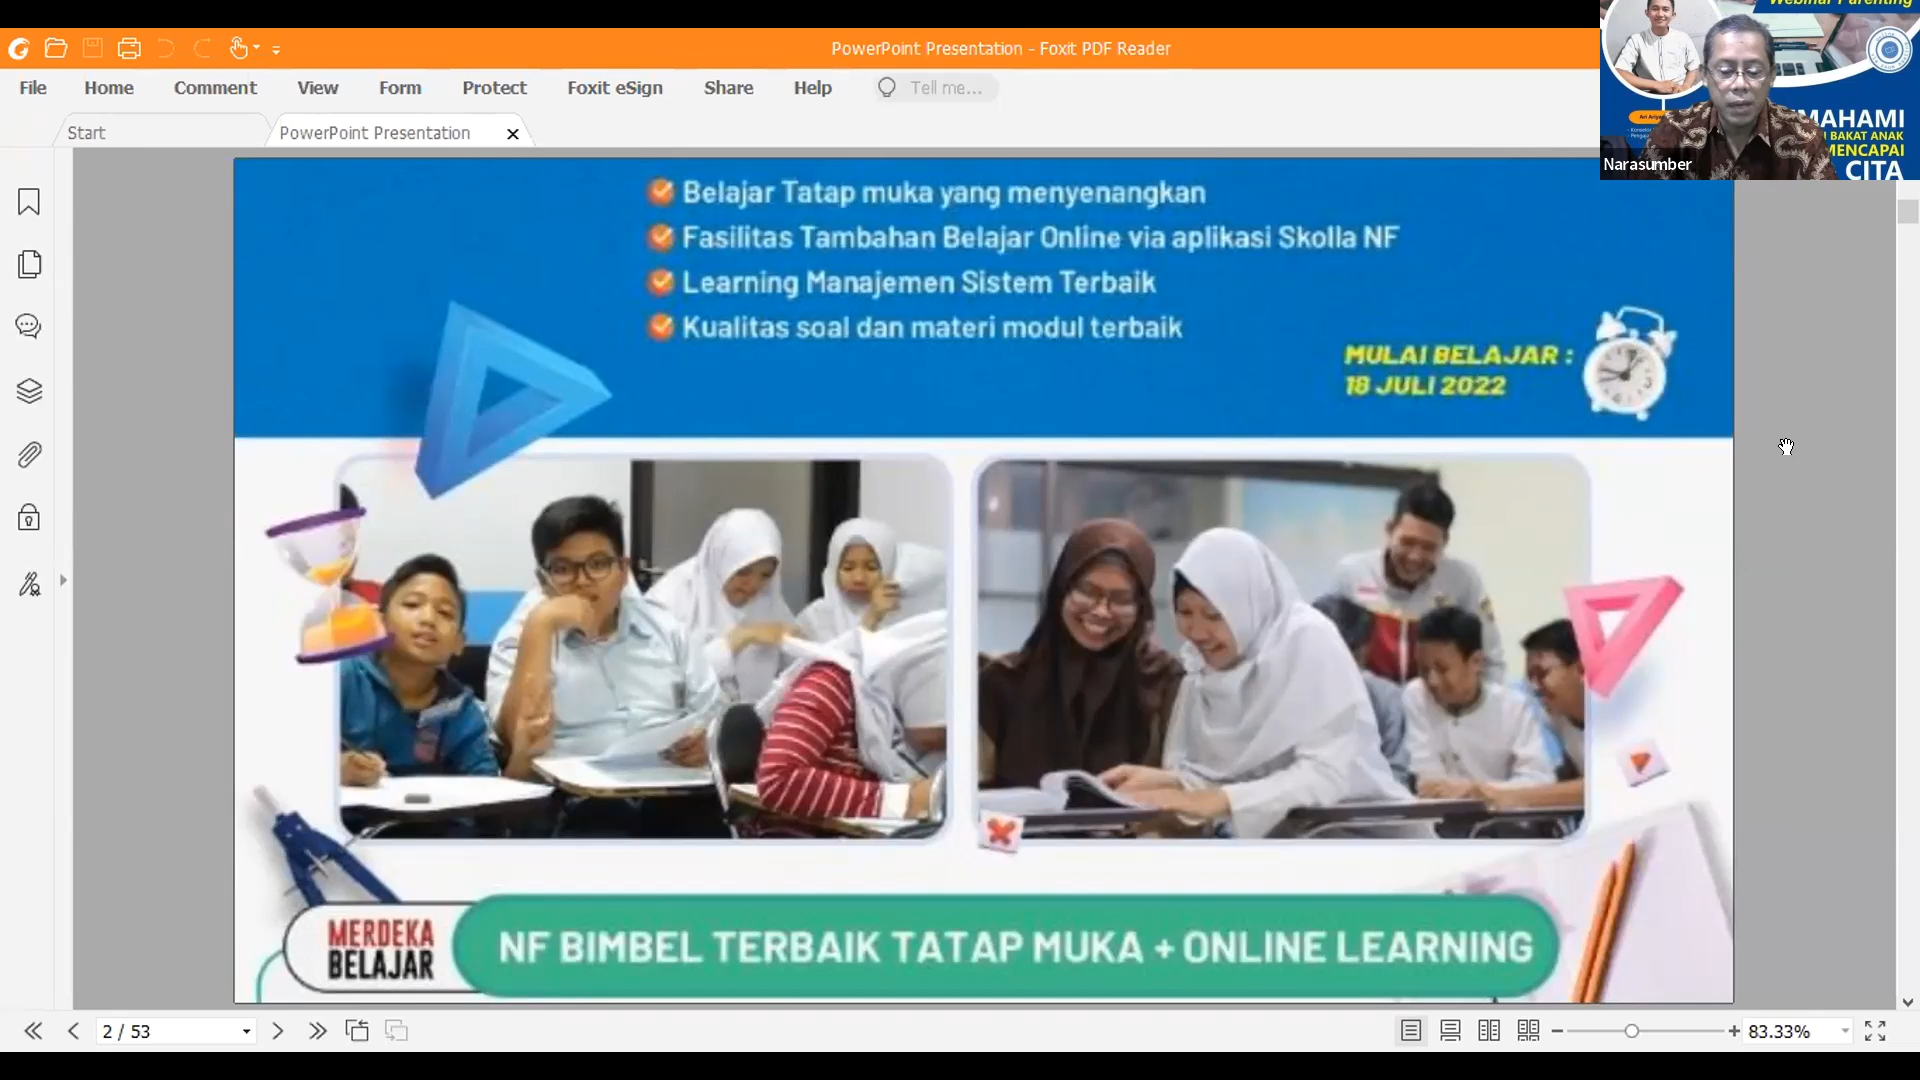 PowerPoint Presentation - Foxit PDF Reader
File Home Comment View Form Protect Foxit eSign Share Help Tell me...
Start
PowerPoint Presentation
Webinar Parenting
MAHAMI
BAKAT ANAK
MENCAPAI
CITA
Narasumber
Belajar Tatap muka yang menyenangkan
Fasilitas Tambahan Belajar Online via aplikasi Skolla NF
Learning Manajemen Sistem Terbaik
Kualitas soal dan materi modul terbaik
MULAI BELAJAR :
18 JULI 2022
MERDEKA
BELAJAR
NF BIMBEL TERBAIK TATAP MUKA + ONLINE LEARNING
2 / 53
83.33%